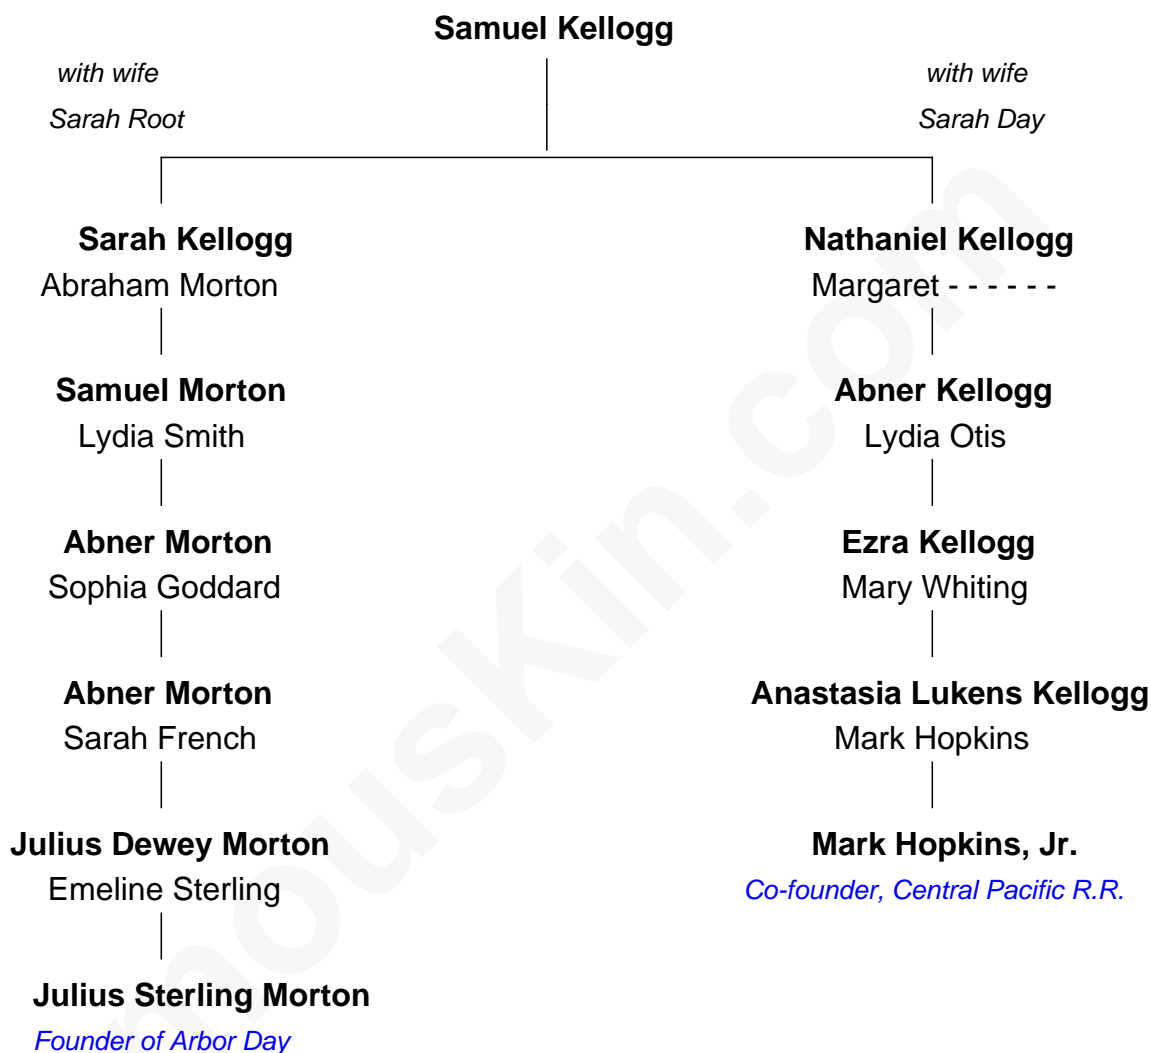 Samuel Kellogg
with wife
Sarah Root
with wife
Sarah Day
Sarah Kellogg
Abraham Morton
Nathaniel Kellogg
Margaret - - - - - -
Samuel Morton
Lydia Smith
Abner Kellogg
Lydia Otis
Abner Morton
Sophia Goddard
Ezra Kellogg
Mary Whiting
Abner Morton
Sarah French
Anastasia Lukens Kellogg
Mark Hopkins
Julius Dewey Morton
Emeline Sterling
Mark Hopkins, Jr.
Co-founder, Central Pacific R.R.
Julius Sterling Morton
Founder of Arbor Day
mousKin.com